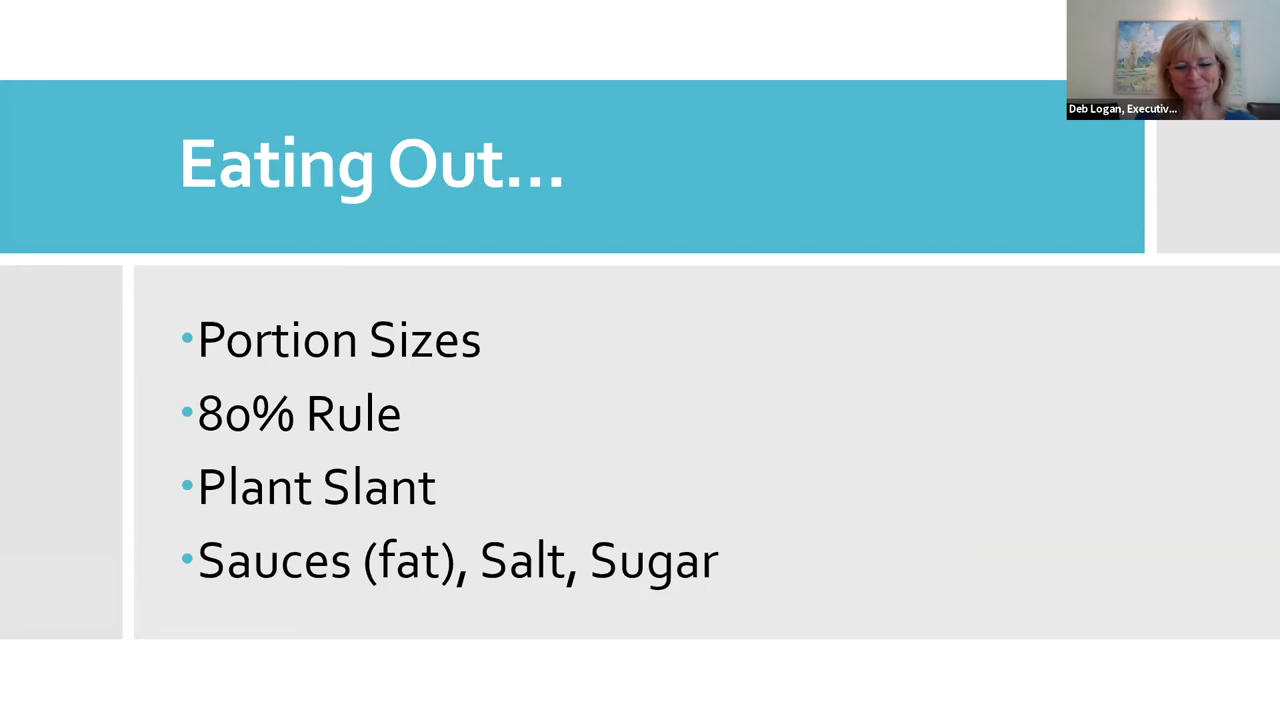 Deb Logan, Executiv...
Eating Out...
•Portion Sizes
•80% Rule
•Plant Slant
•Sauces (fat), Salt, Sugar